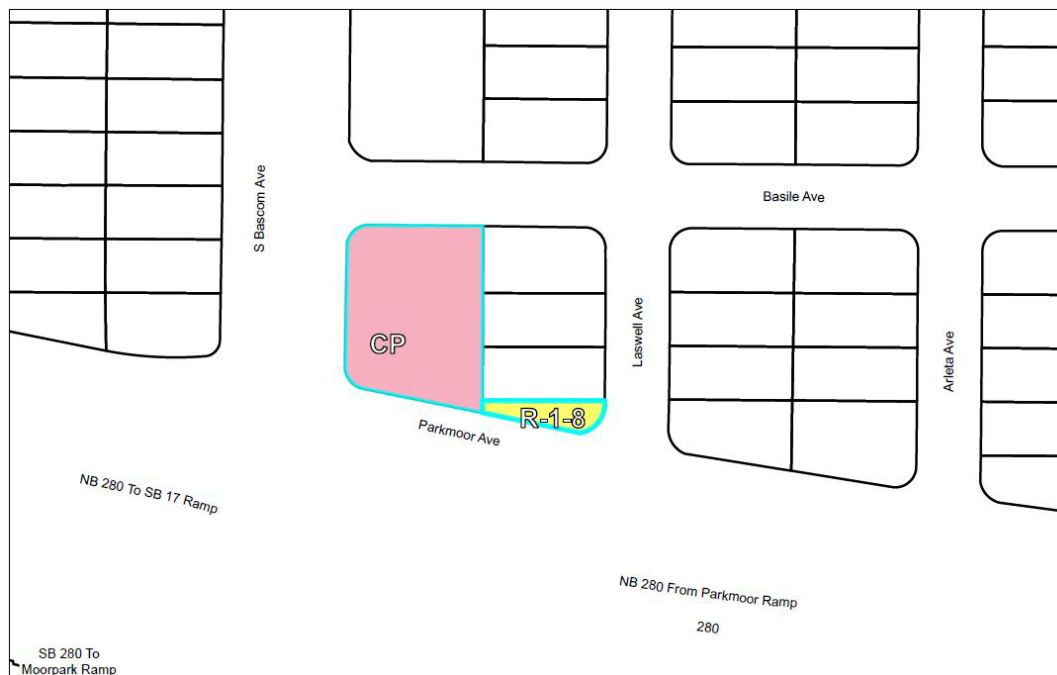 S Bascom Ave
Basile Ave
Laswell Ave
Arleta Ave
CP
R-1-8
Parkmoor Ave
NB 280 To SB 17 Ramp
NB 280 From Parkmoor Ramp
280
SB 280 To
Moorpark Ramp